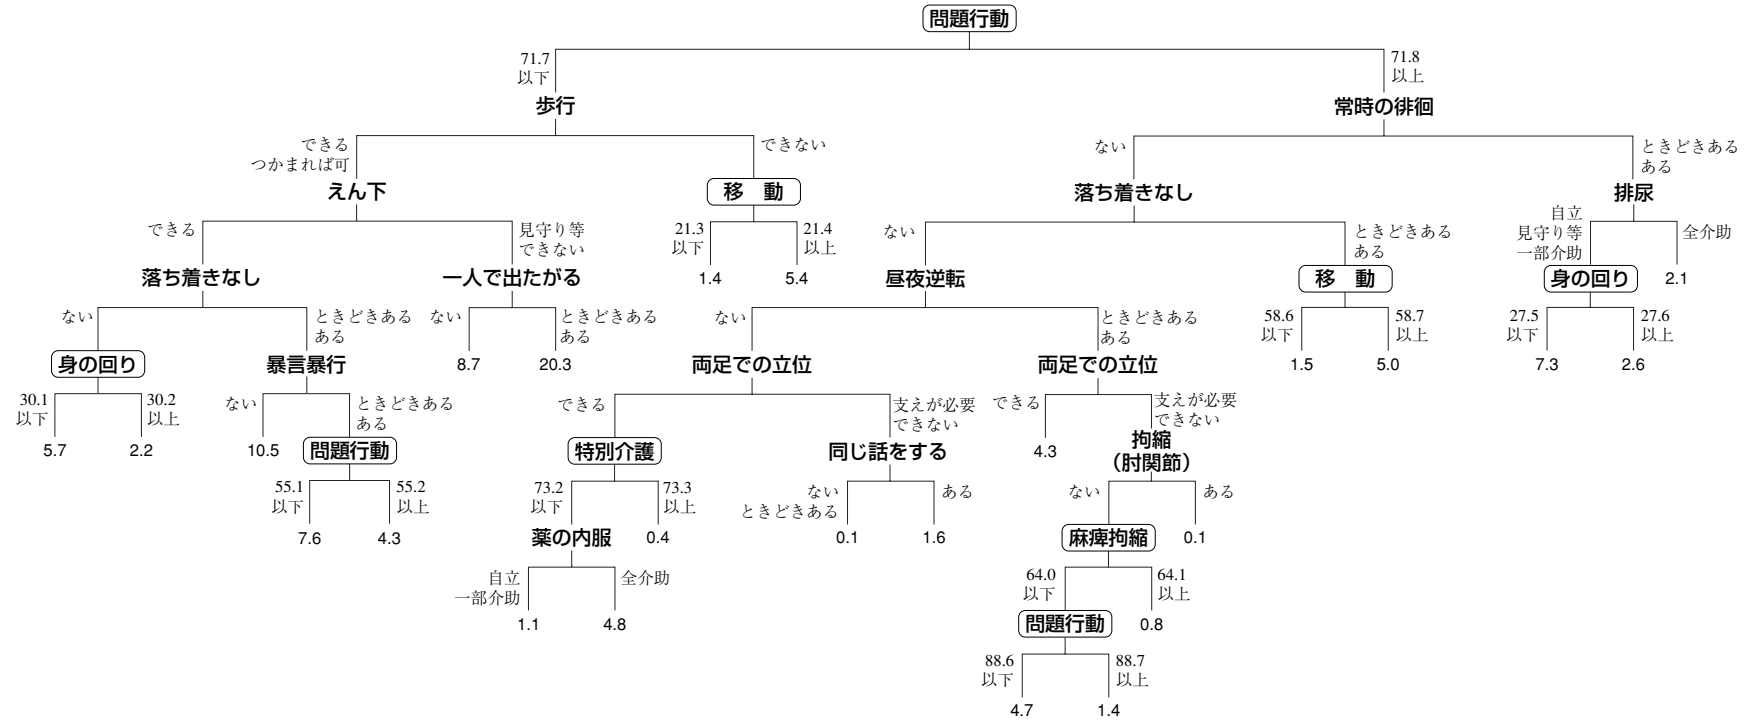 問題行動
71.7
以下
71.8
以上
歩行
常時の徘徊
できる
つかまれば可
できない
ない
ときどきある
ある
えん下
移　動
落ち着きなし
排尿
できる
見守り等
できない
21.3
以下
21.4
以上
ない
ときどきある
ある
自立
見守り等
一部介助
全介助
落ち着きなし
一人で出たがる
1.4
5.4
昼夜逆転
移　動
身の回り
2.1
ない
ときどきある
ある
ない
ときどきある
ある
ない
ときどきある
ある
58.6
以下
58.7
以上
27.5
以下
27.6
以上
身の回り
暴言暴行
8.7
20.3
両足での立位
両足での立位
1.5
5.0
7.3
2.6
30.1
以下
30.2
以上
ない
ときどきある
ある
できる
支えが必要
できない
できる
支えが必要
できない
5.7
2.2
10.5
問題行動
特別介護
同じ話をする
4.3
拘縮
（肘関節）
55.1
以下
55.2
以上
73.2
以下
73.3
以上
ない
ときどきある
ある
ない
ある
7.6
4.3
薬の内服
0.4
0.1
1.6
麻痺拘縮
0.1
自立
一部介助
全介助
64.0
以下
64.1
以上
1.1
4.8
問題行動
0.8
88.6
以下
88.7
以上
4.7
1.4